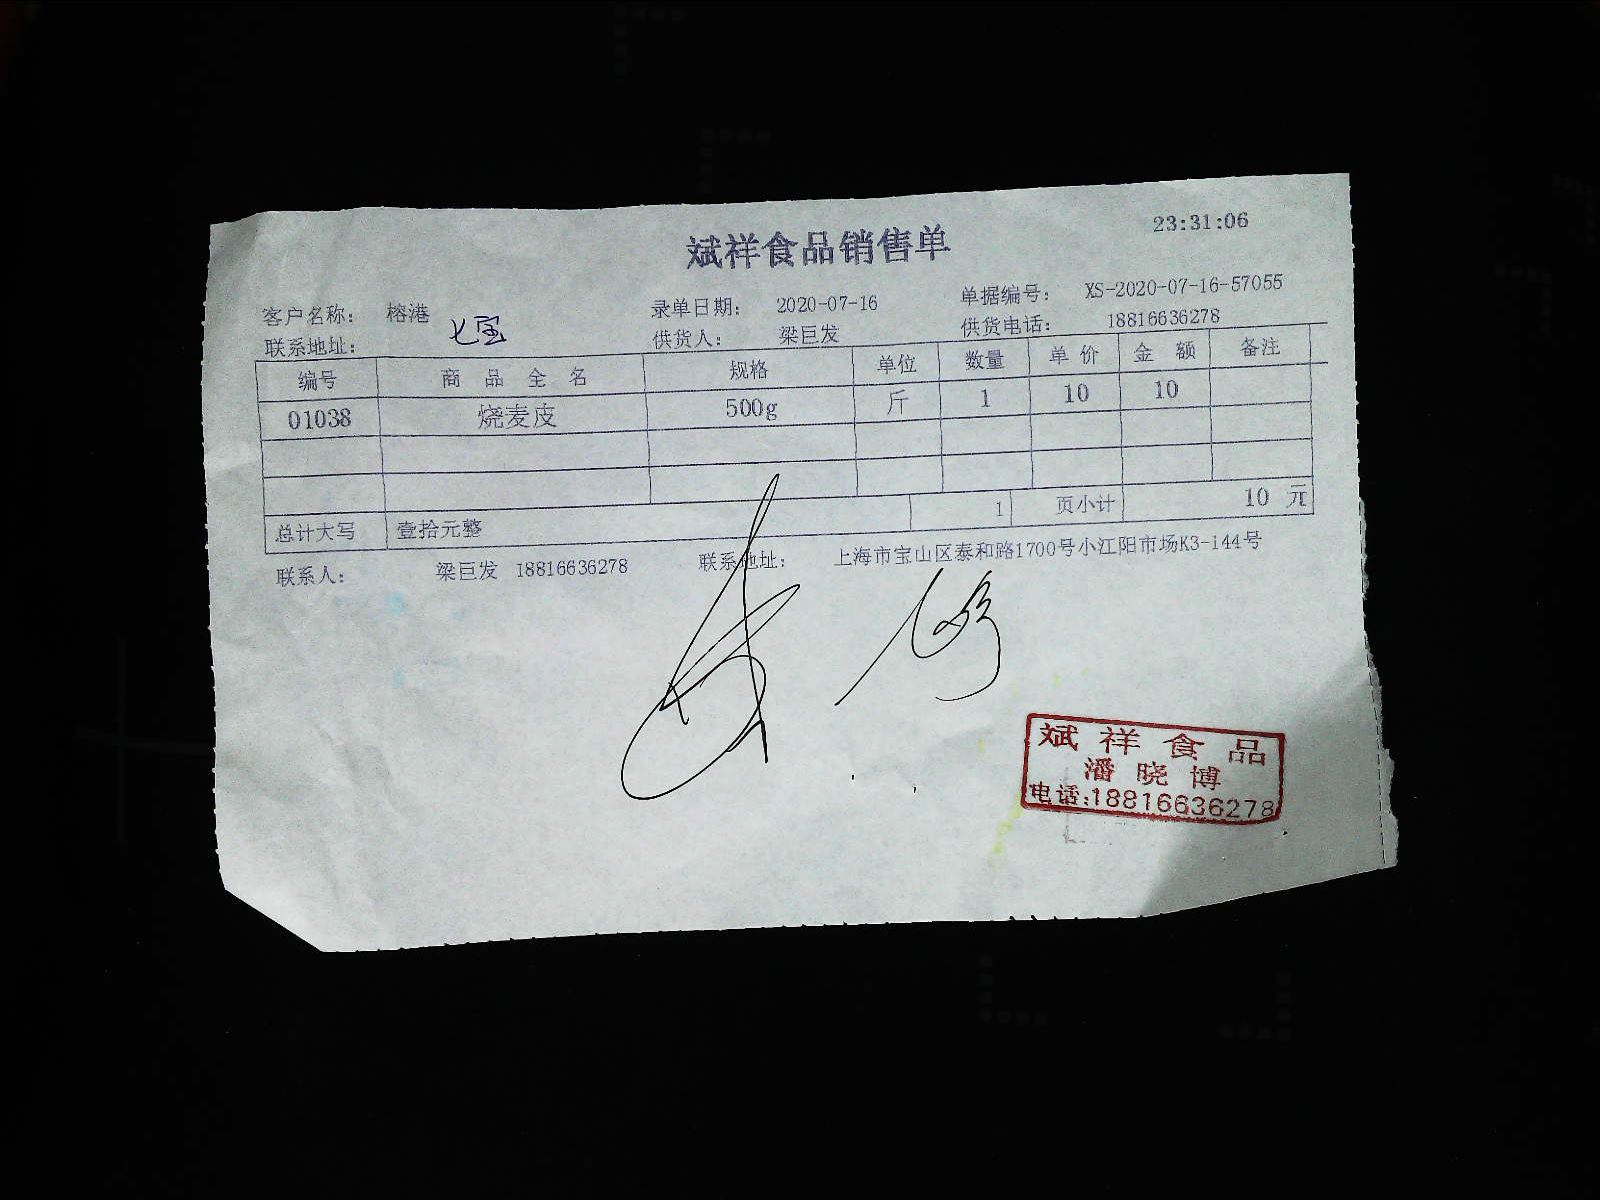 23:31:06
斌祥食品销售单
客户名称： 榕港 录单日期： 2020-07-16 单据编号： XS-2020-07-16-57055
联系地址： 七宝 供货人： 梁巨发 供货电话： 18816636278
编号 商 品 全 名 规格 单位 数量 单 价 金 额 备注
01038 烧麦皮 500g 斤 1 10 10
总计大写 壹拾元整 1 页小计 10 元
联系人： 梁巨发 18816636278 联系地址： 上海市宝山区泰和路1700号小江阳市场K3-144号
斌祥食品
潘晓博
电话:18816636278